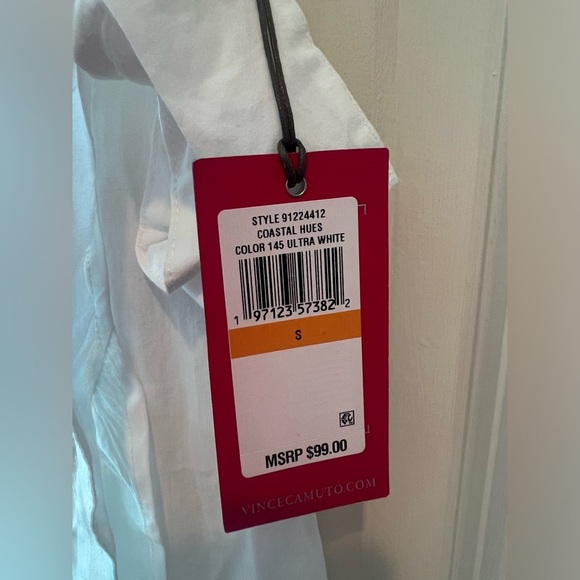 STYLE 91224412
COASTAL HUES
COLOR 145 ULTRA WHITE
1 97123 57382 2
S
MSRP $99.00
VINCECAMUTO.COM